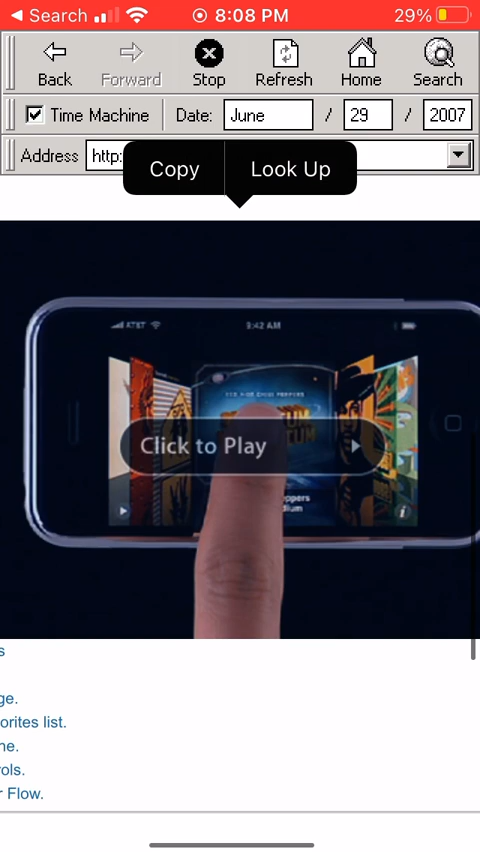 Search 8:08 PM 29%
Back Forward Stop Refresh Home Search
Time Machine Date: June / 29 / 2007
Address http:
Copy Look Up
AT&T 9:42 AM
Click to Play
s
ge.
orites list.
ne.
ols.
r Flow.